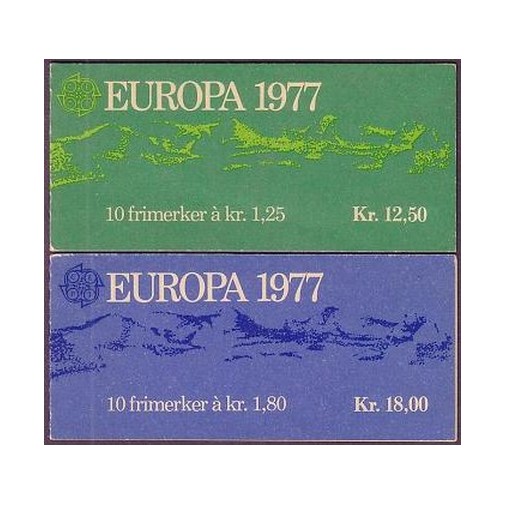 EUROPA 1977
10 frimerker à kr. 1,25 Kr. 12,50
EUROPA 1977
10 frimerker à kr. 1,80 Kr. 18,00